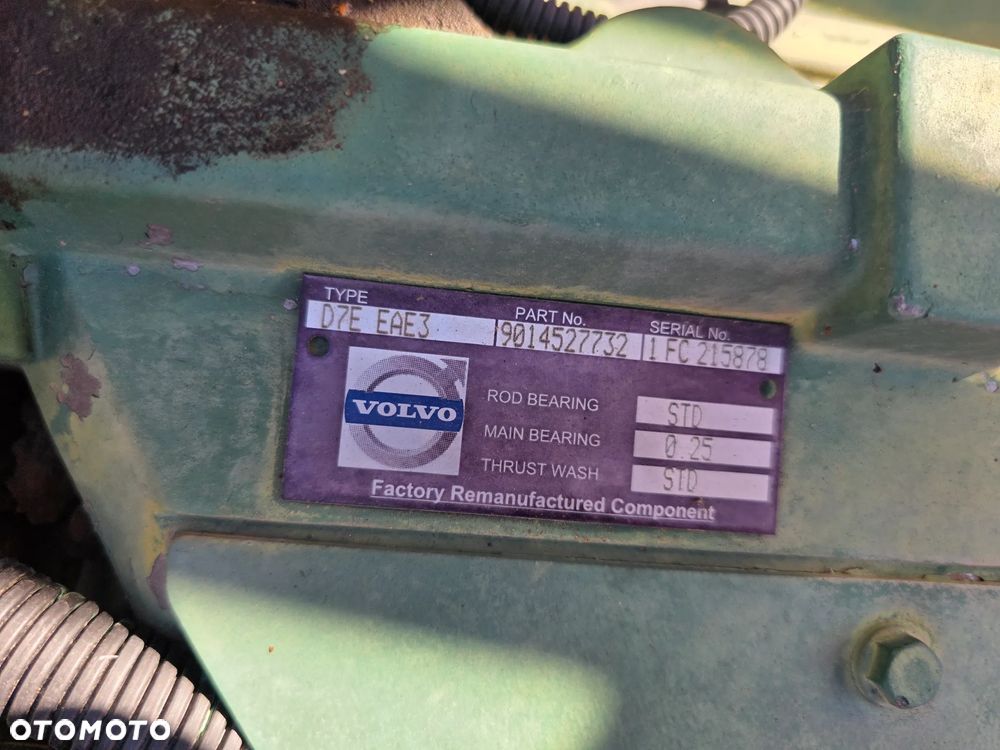 TYPE PART No. SERIAL No.
D7E EAE3 9014527732 1 FC 215878
VOLVO
ROD BEARING STD
MAIN BEARING 0.25
THRUST WASH STD
Factory Remanufactured Component
OTOMOTO